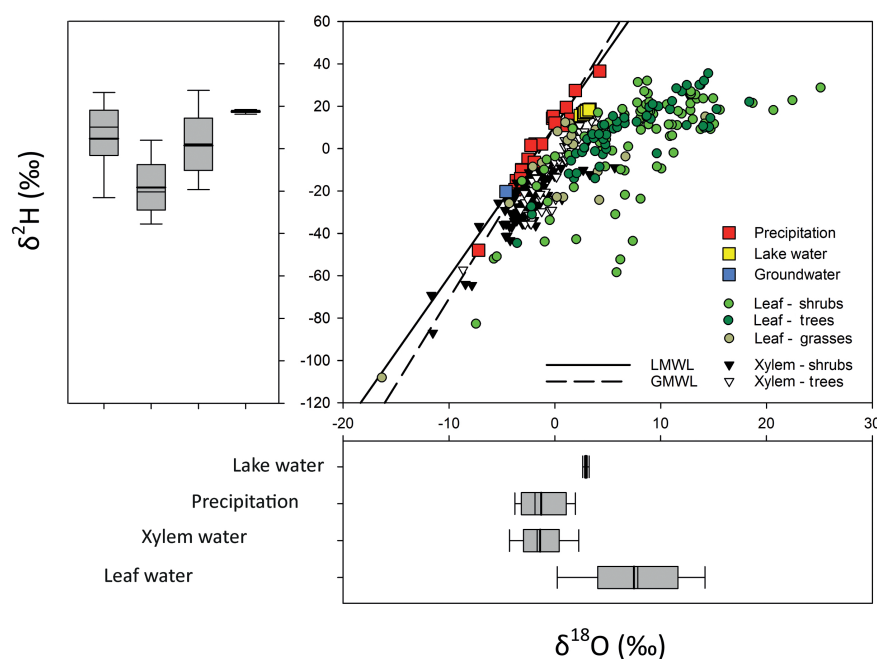 60
40
20
0
-20
-40
-60
-80
-100
-120
δ²H (‰)
Precipitation
Lake water
Groundwater
Leaf - shrubs
Leaf - trees
Leaf - grasses
LMWL
Xylem - shrubs
GMWL
Xylem - trees
-20
-10
0
10
20
30
Lake water
Precipitation
Xylem water
Leaf water
δ¹⁸O (‰)